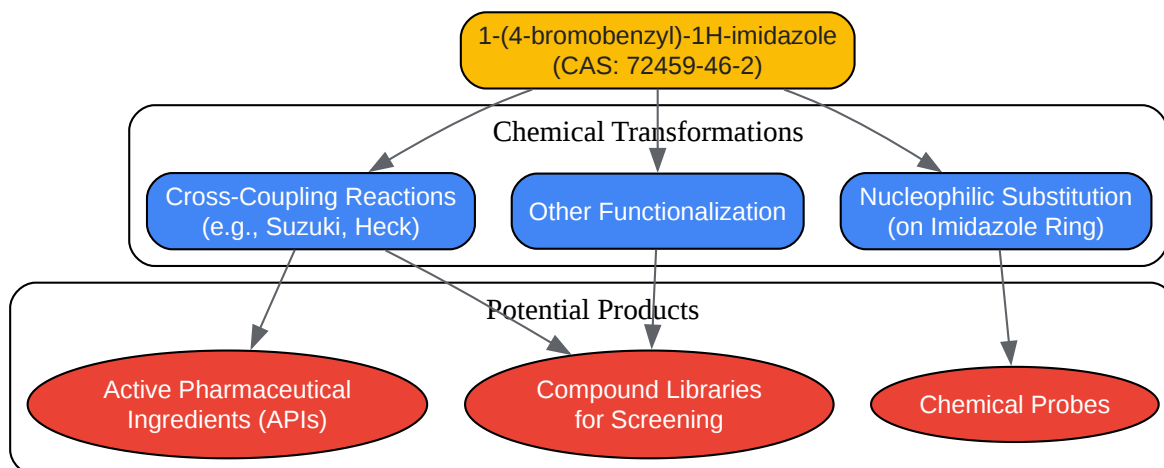 1-(4-bromobenzyl)-1H-imidazole
(CAS: 72459-46-2)
Chemical Transformations
Cross-Coupling Reactions
(e.g., Suzuki, Heck)
Other Functionalization
Nucleophilic Substitution
(on Imidazole Ring)
Potential Products
Active Pharmaceutical
Ingredients (APIs)
Compound Libraries
for Screening
Chemical Probes